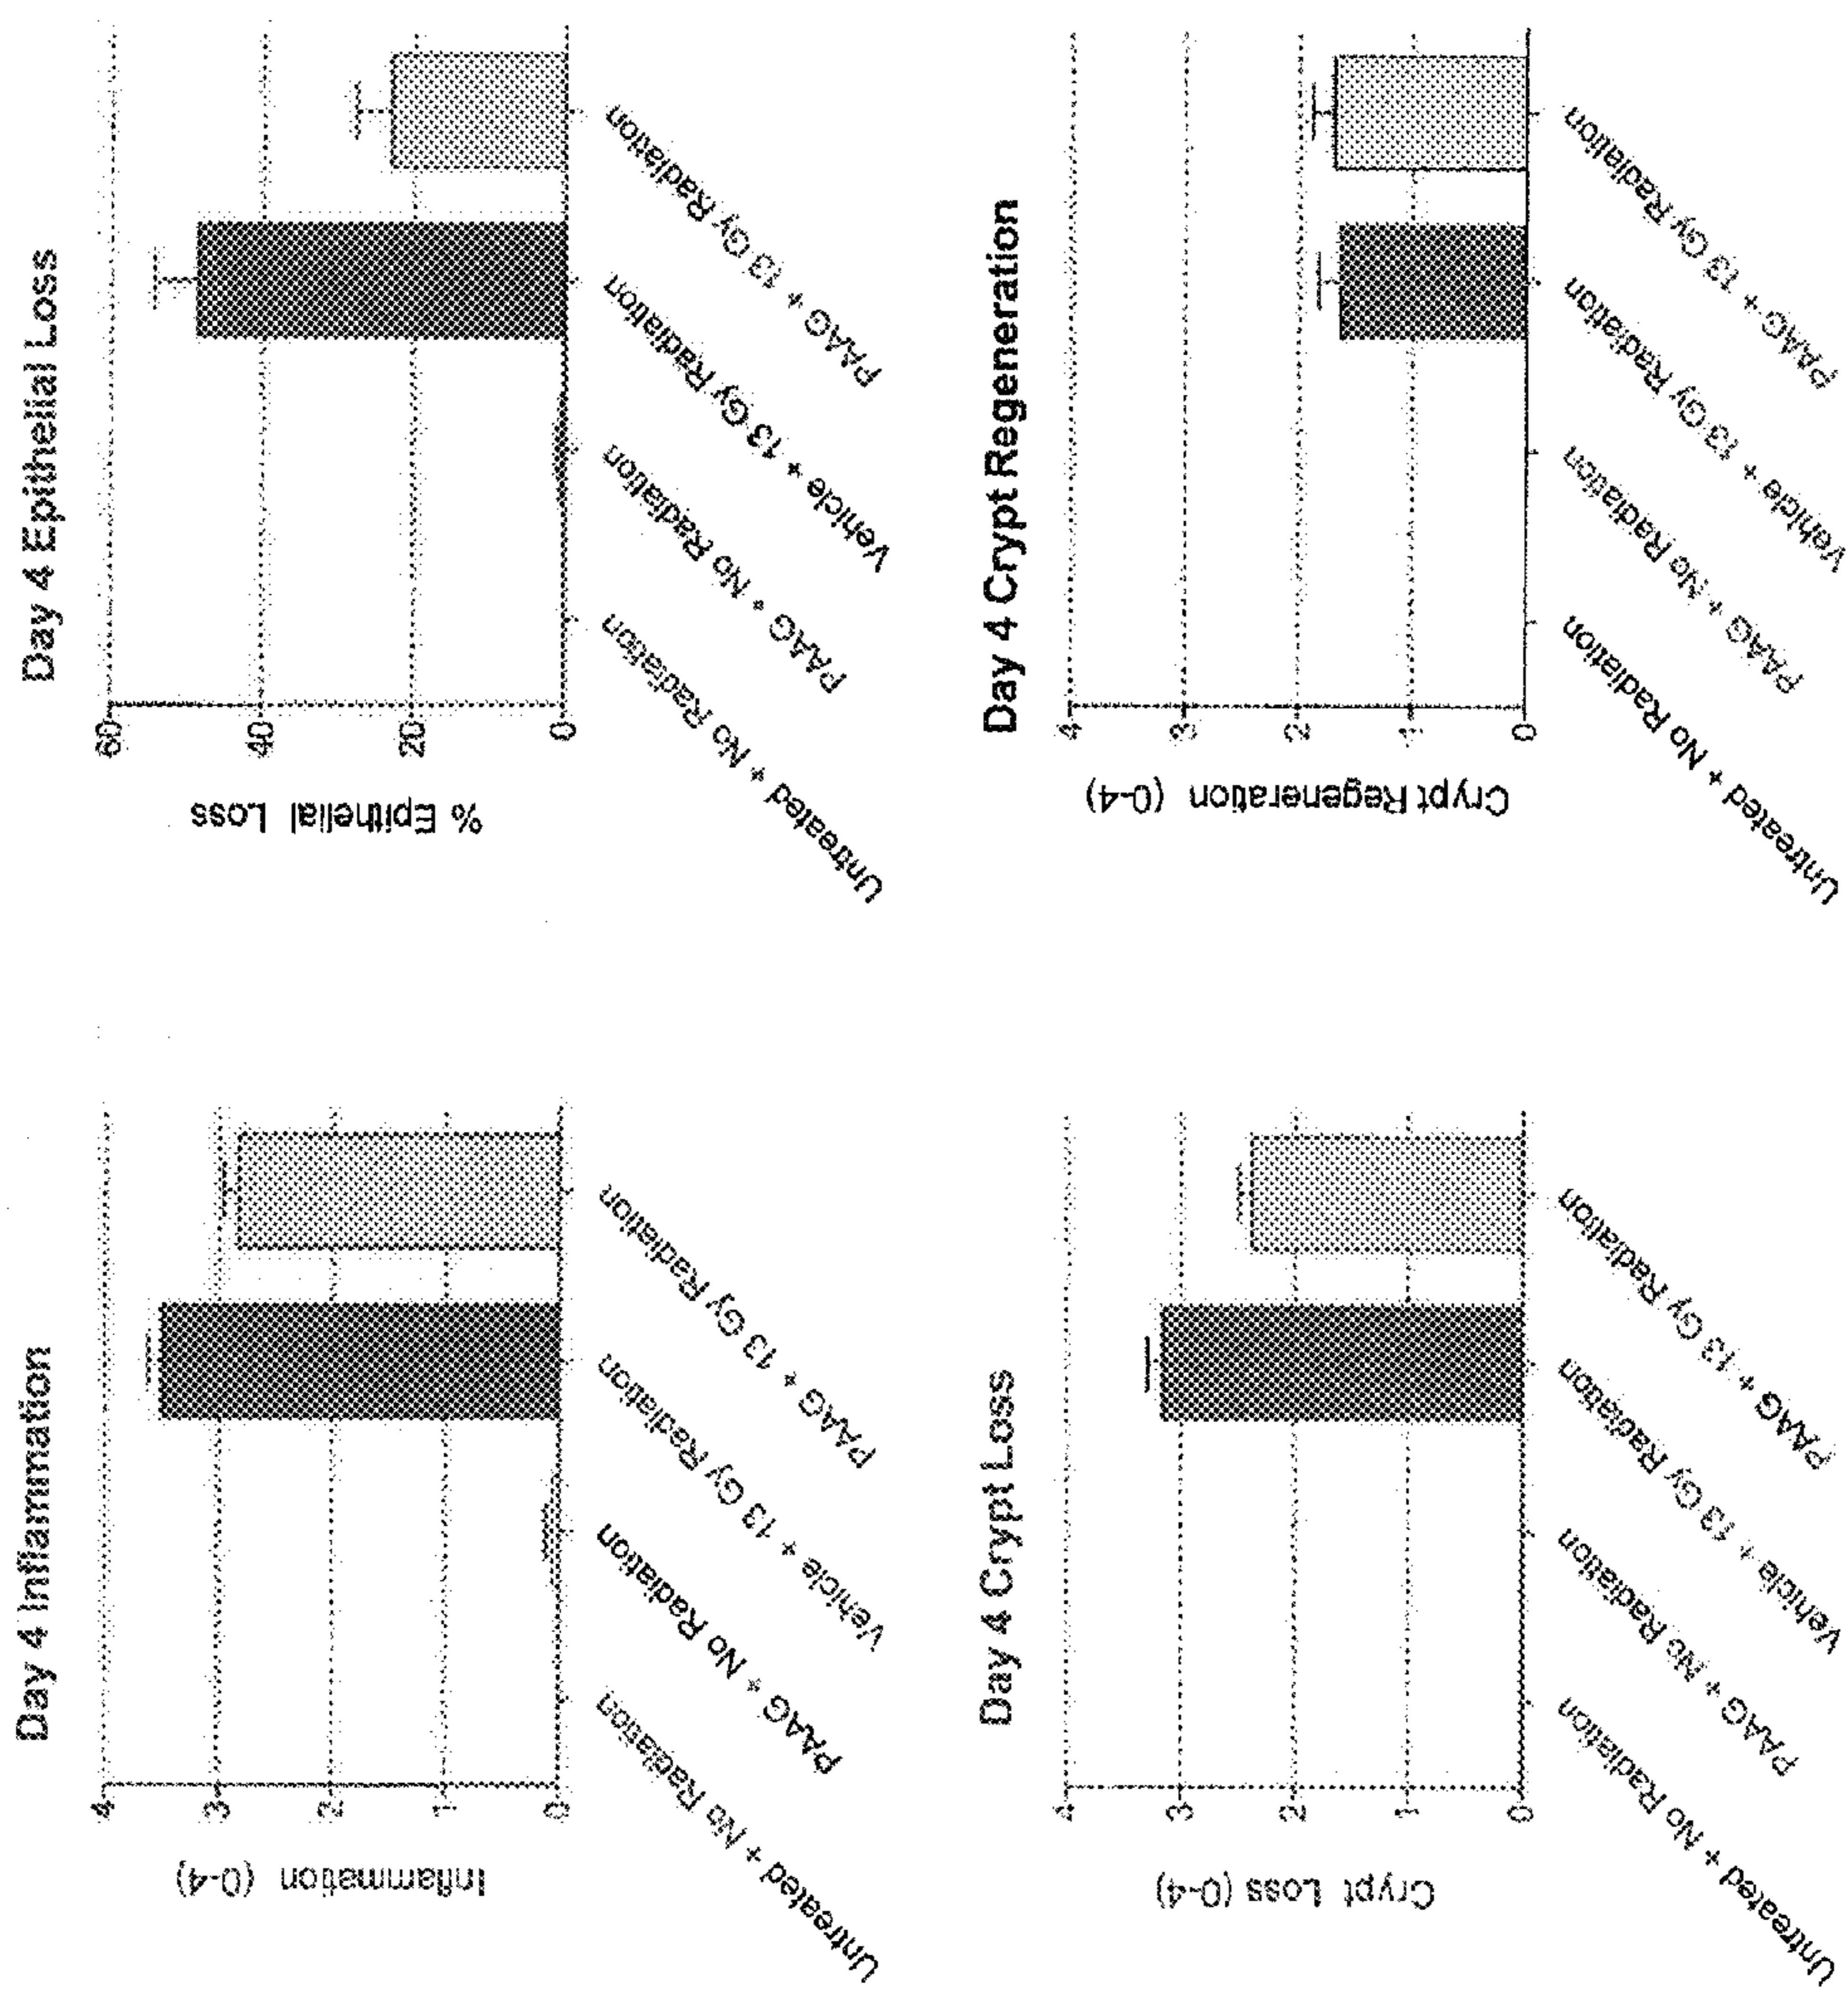 Day 4 Inflammation
Inflammation (0-4)
4
3
2
1
0
Untreated + No Radiation
PAAG + No Radiation
Vehicle + 13 Gy Radiation
PAAG + 13 Gy Radiation
Day 4 Epithelial Loss
% Epithelial Loss
60
40
20
0
Untreated + No Radiation
PAAG + No Radiation
Vehicle + 13 Gy Radiation
PAAG + 13 Gy Radiation
Day 4 Crypt Loss
Crypt Loss (0-4)
4
3
2
1
0
Untreated + No Radiation
PAAG + No Radiation
Vehicle + 13 Gy Radiation
PAAG + 13 Gy Radiation
Day 4 Crypt Regeneration
Crypt Regeneration (0-4)
4
3
2
1
0
Untreated + No Radiation
PAAG + No Radiation
Vehicle + 13 Gy Radiation
PAAG + 13 Gy Radiation